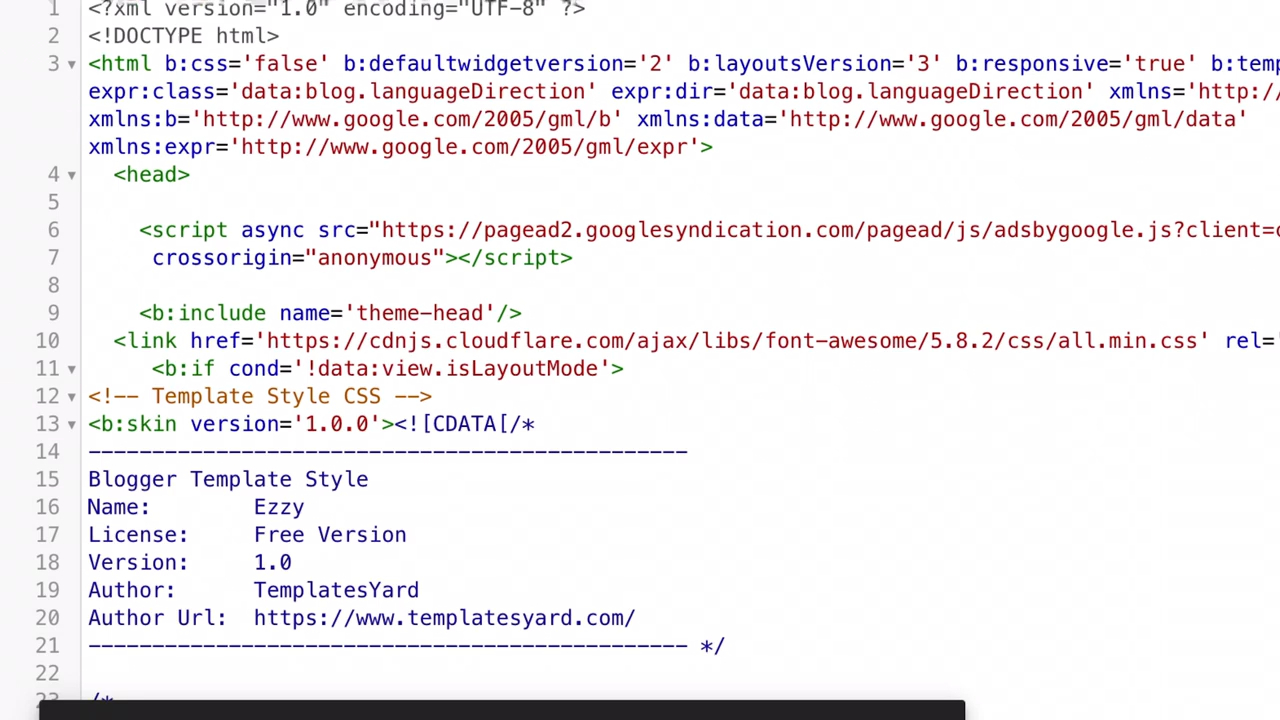 1 <?xml version="1.0" encoding="UTF-8" ?>
2 <!DOCTYPE html>
3 <html b:css='false' b:defaultwidgetversion='2' b:layoutsVersion='3' b:responsive='true' b:temp
expr:class='data:blog.languageDirection' expr:dir='data:blog.languageDirection' xmlns='http:/
xmlns:b='http://www.google.com/2005/gml/b' xmlns:data='http://www.google.com/2005/gml/data'
xmlns:expr='http://www.google.com/2005/gml/expr'>
4 <head>
5
6 <script async src="https://pagead2.googlesyndication.com/pagead/js/adsbygoogle.js?client=c
7 crossorigin="anonymous"></script>
8
9 <b:include name='theme-head'/>
10 <link href='https://cdnjs.cloudflare.com/ajax/libs/font-awesome/5.8.2/css/all.min.css' rel='
11 <b:if cond='!data:view.isLayoutMode'>
12 <!-- Template Style CSS -->
13 <b:skin version='1.0.0'><![CDATA[/*
14 -----------------------------------------------
15 Blogger Template Style
16 Name: Ezzy
17 License: Free Version
18 Version: 1.0
19 Author: TemplatesYard
20 Author Url: https://www.templatesyard.com/
21 ----------------------------------------------- */
22
23 /*